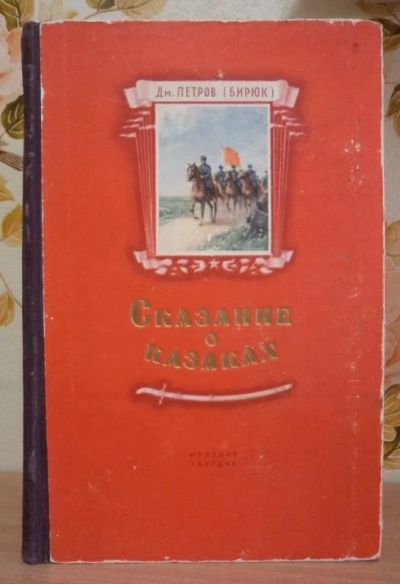 Дм. ПЕТРОВ (БИРЮК)
СКАЗАНИЕ
О
КАЗАКАХ
МОЛОДАЯ
ГВАРДИЯ